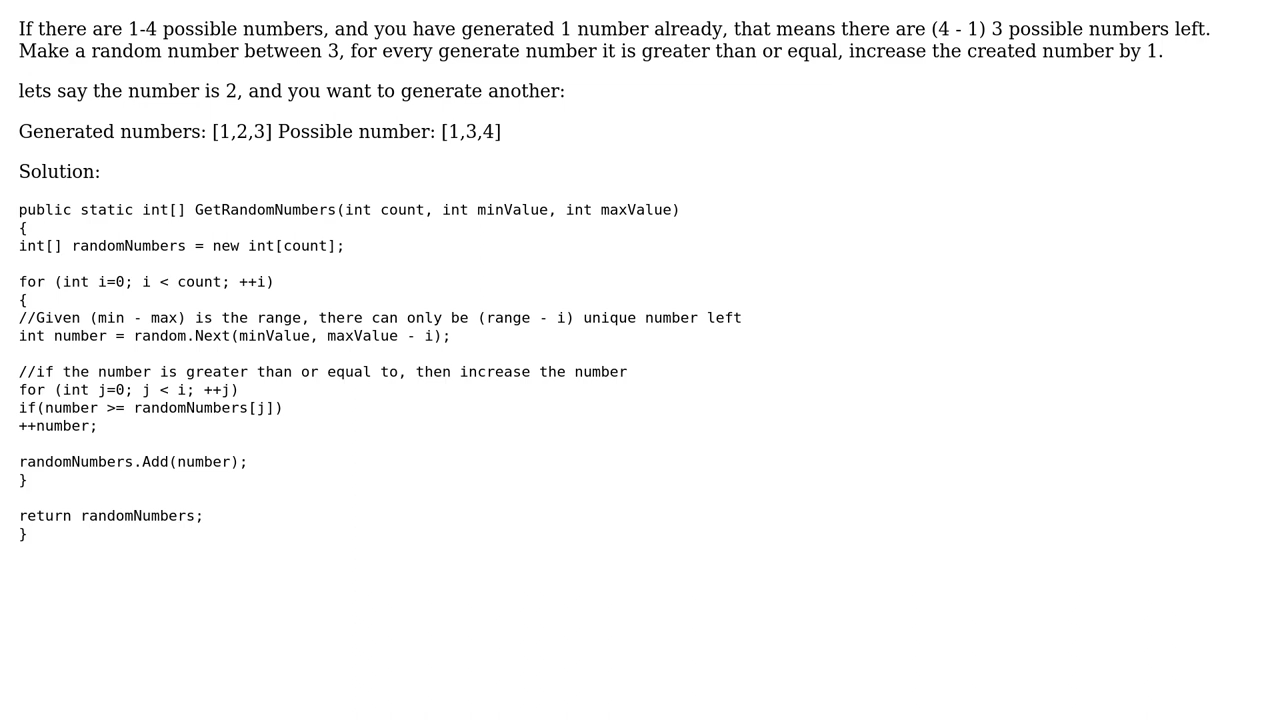 If there are 1-4 possible numbers, and you have generated 1 number already, that means there are (4 - 1) 3 possible numbers left.
Make a random number between 3, for every generate number it is greater than or equal, increase the created number by 1.
lets say the number is 2, and you want to generate another:
Generated numbers: [1,2,3] Possible number: [1,3,4]
Solution:
public static int[] GetRandomNumbers(int count, int minValue, int maxValue)
{
int[] randomNumbers = new int[count];
for (int i=0; i < count; ++i)
{
//Given (min - max) is the range, there can only be (range - i) unique number left
int number = random.Next(minValue, maxValue - i);
//if the number is greater than or equal to, then increase the number
for (int j=0; j < i; ++j)
if(number >= randomNumbers[j])
++number;
randomNumbers.Add(number);
}
return randomNumbers;
}